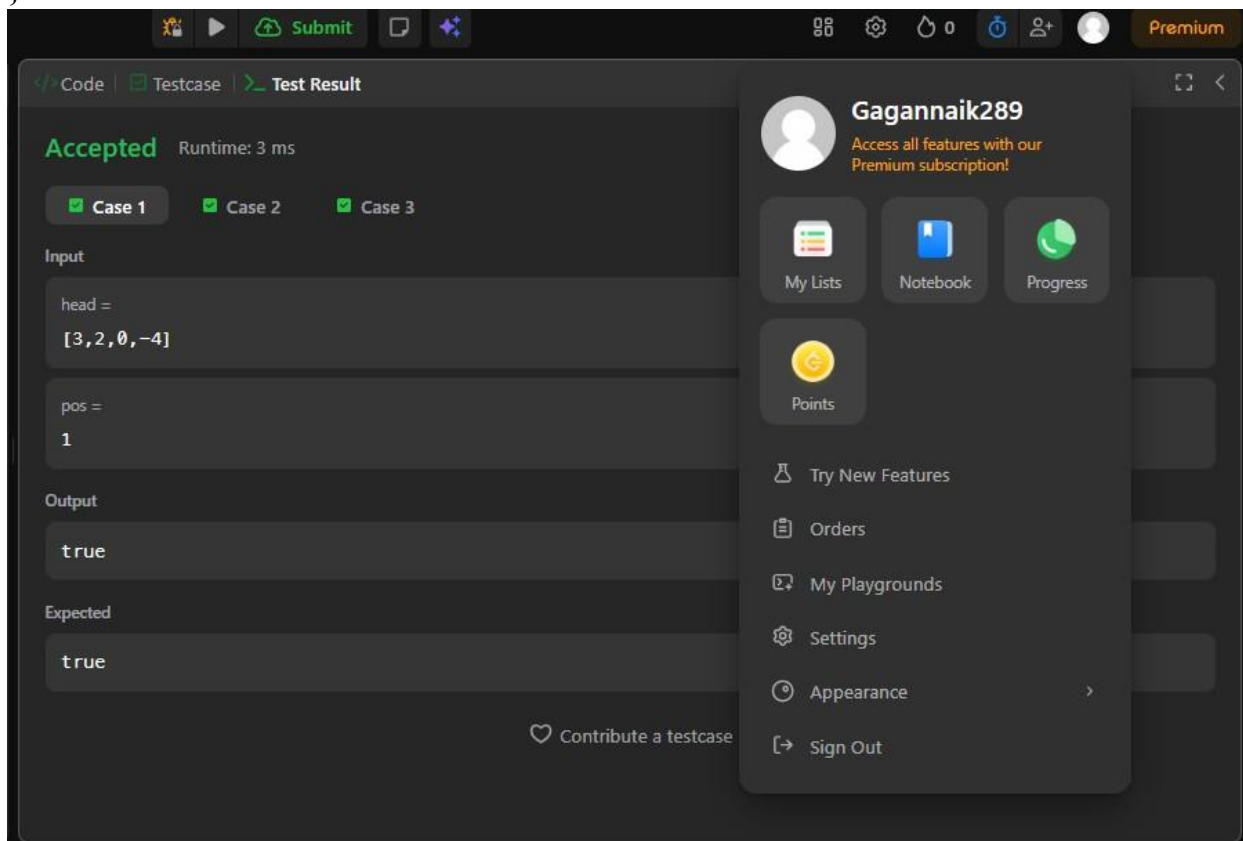 Submit
0
Premium
</> Code | Testcase | >_ Test Result
Accepted Runtime: 3 ms
Case 1 Case 2 Case 3
Input
head =
[3,2,0,-4]
pos =
1
Output
true
Expected
true
Contribute a testcase
Gagannaik289
Access all features with our
Premium subscription!
My Lists Notebook Progress
Points
Try New Features
Orders
My Playgrounds
Settings
Appearance
Sign Out